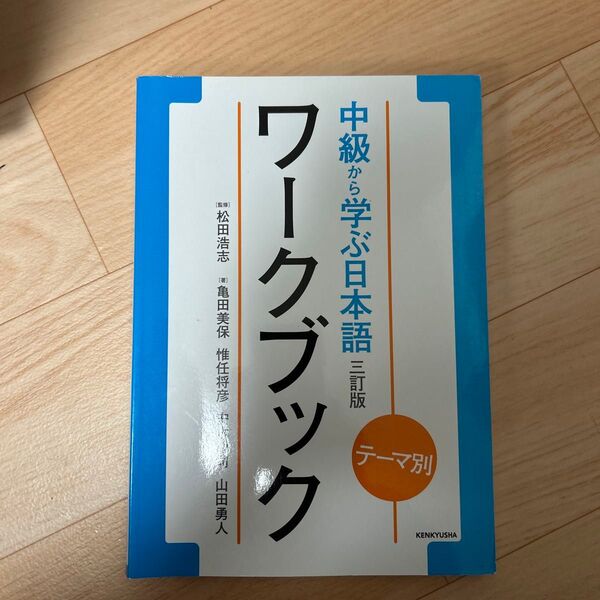 テーマ別
中級から学ぶ日本語 三訂版
ワークブック
[監修] 松田浩志
[著] 亀田美保 惟任将彦 山田勇人
KENKYUSHA